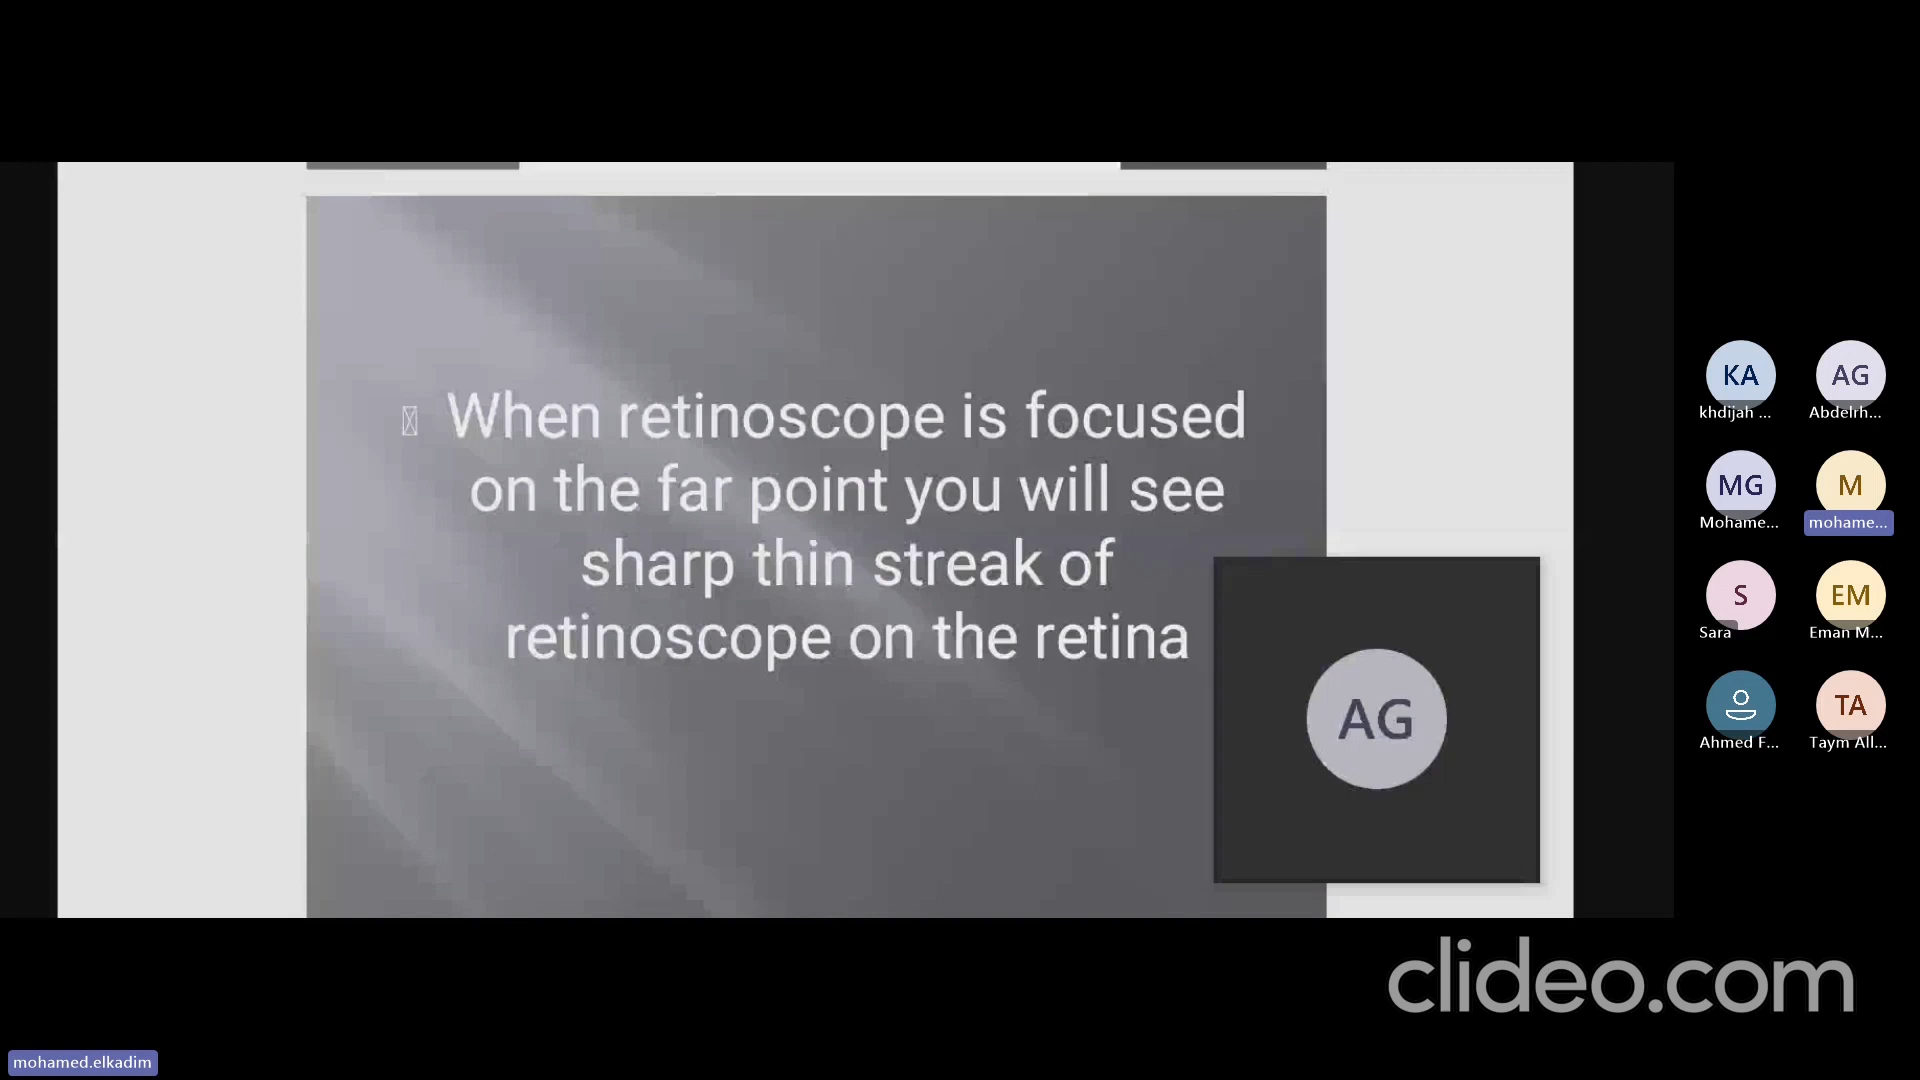 When retinoscope is focused
on the far point you will see
sharp thin streak of
retinoscope on the retina
AG
KA
khdijah ...
AG
Abdelrh...
MG
Mohame...
M
mohame...
S
Sara
EM
Eman M...
Ahmed F...
TA
Taym All...
clideo.com
mohamed.elkadim